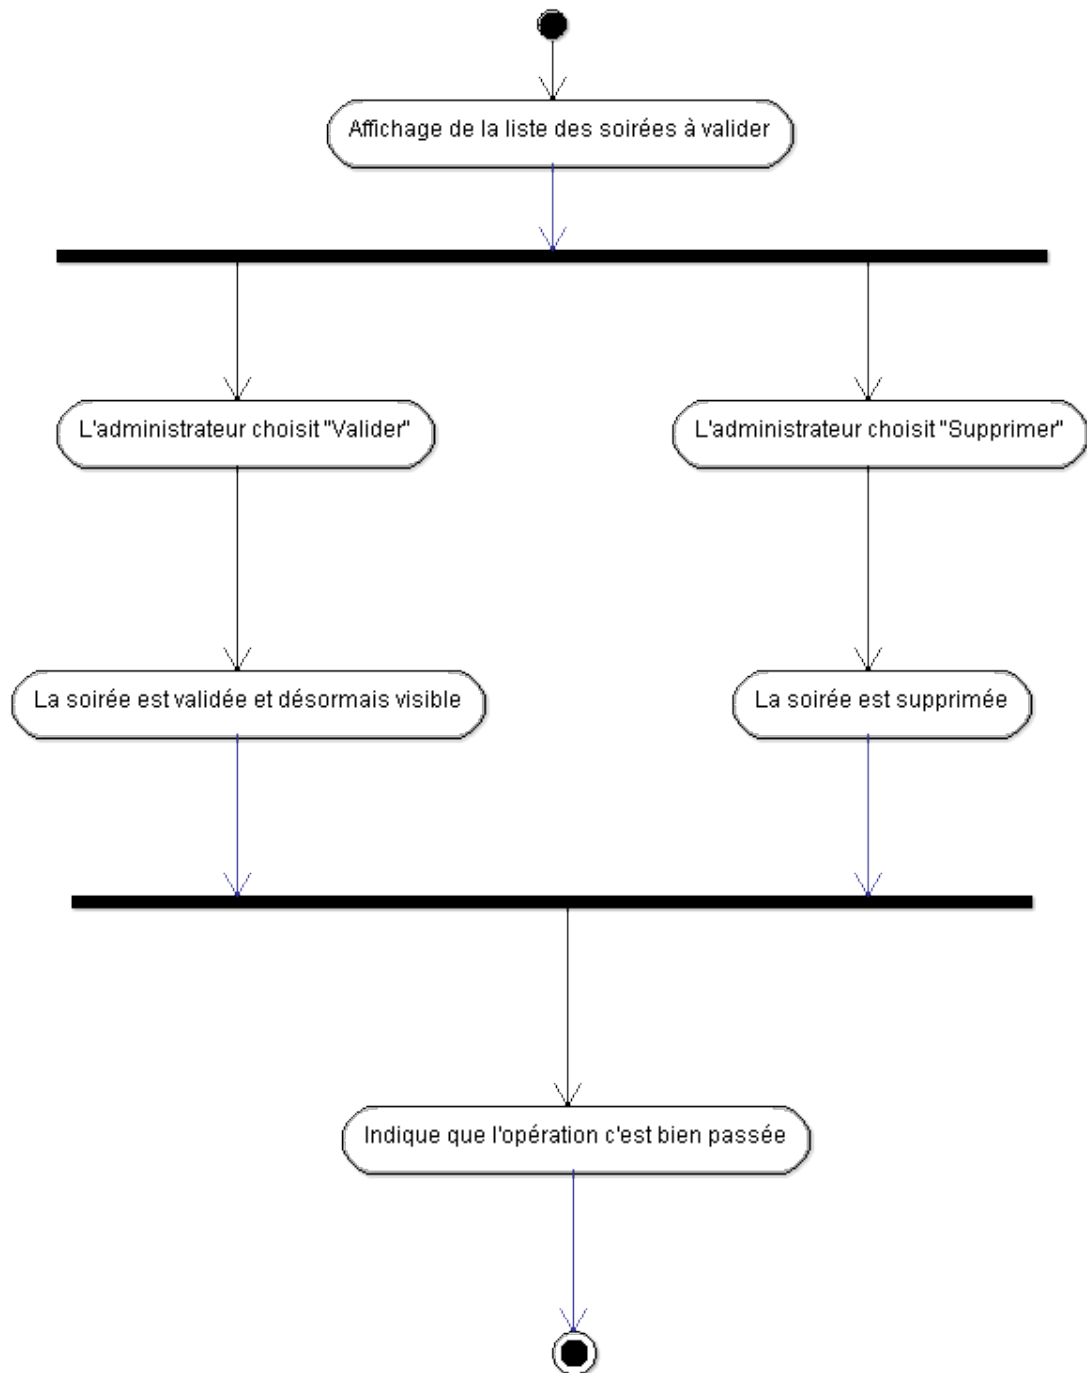 Affichage de la liste des soirées à valider
L'administrateur choisit "Valider"
L'administrateur choisit "Supprimer"
La soirée est validée et désormais visible
La soirée est supprimée
Indique que l'opération c'est bien passée